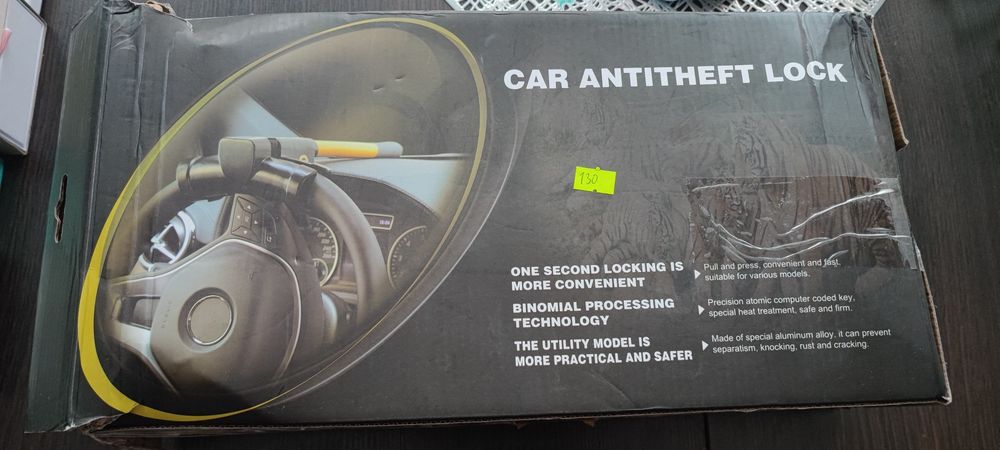 CAR ANTITHEFT LOCK
130
ONE SECOND LOCKING IS
MORE CONVENIENT
Pull and press, convenient and fast,
suitable for various models.
BINOMIAL PROCESSING
TECHNOLOGY
Precision atomic computer coded key,
special heat treatment, safe and firm.
THE UTILITY MODEL IS
MORE PRACTICAL AND SAFER
Made of special aluminum alloy, it can prevent
separatism, knocking, rust and cracking.